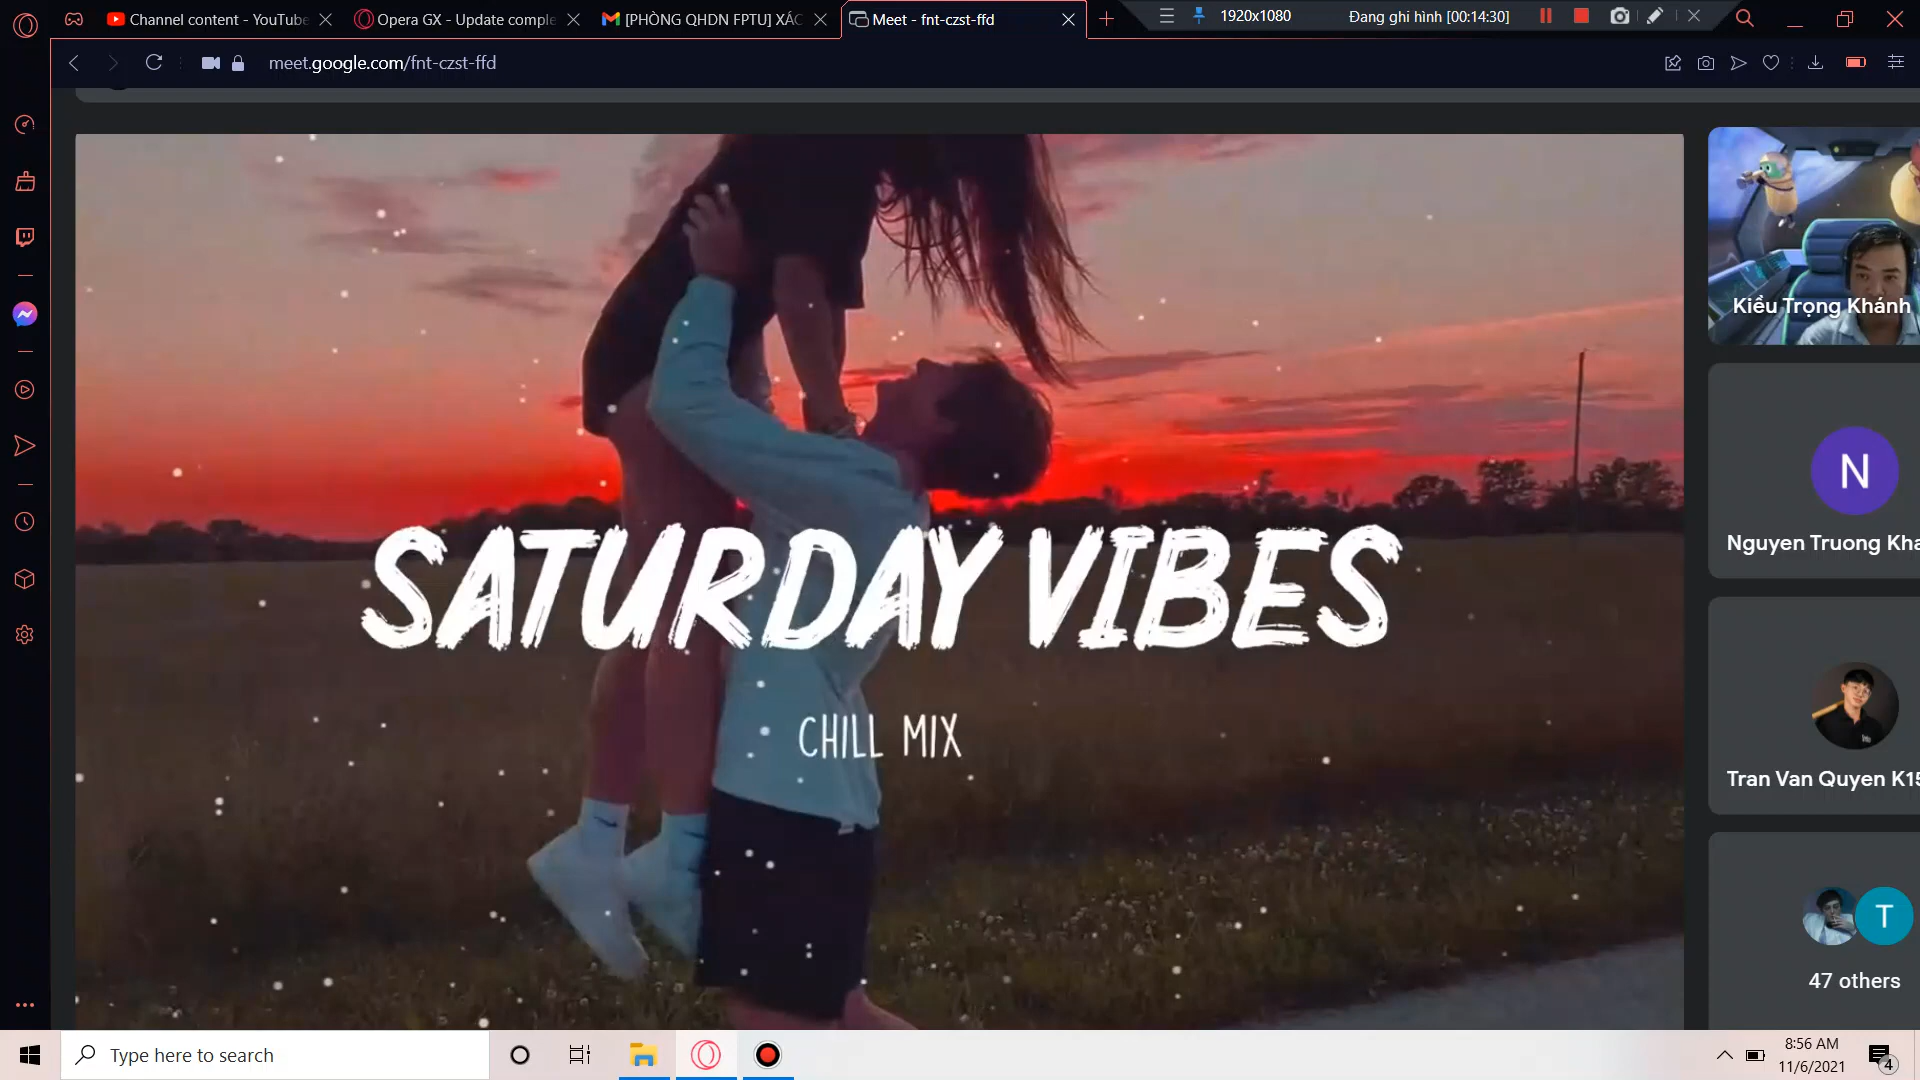 Channel content - YouTube
Opera GX - Update comple
[PHÒNG QHDN FPTU] XÁC
Meet - fnt-czst-ffd
1920x1080
Đang ghi hình [00:14:30]
meet.google.com/fnt-czst-ffd
Kiều Trọng Khánh
N
Nguyen Truong Kha
SATURDAY VIBES
CHILL MIX
Tran Van Quyen K15
T
47 others
Type here to search
8:56 AM
11/6/2021
4